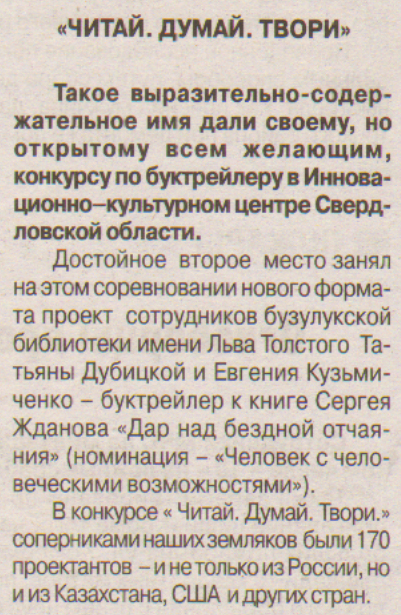 «ЧИТАЙ. ДУМАЙ. ТВОРИ»
Такое выразительно-содер-
жательное имя дали своему, но
открытому всем желающим,
конкурсу по буктрейлеру в Иннова-
ционно–культурном центре Сверд-
ловской области.
Достойное второе место занял
на этом соревновании нового форма-
та проект сотрудников бузулукской
библиотеки имени Льва Толстого Та-
тьяны Дубицкой и Евгения Кузьми-
ченко – буктрейлер к книге Сергея
Жданова «Дар над бездной отчая-
ния» (номинация – «Человек с чело-
веческими возможностями»).
В конкурсе « Читай. Думай. Твори.»
соперниками наших земляков были 170
проектантов – и не только из России, но
и из Казахстана, США и других стран.